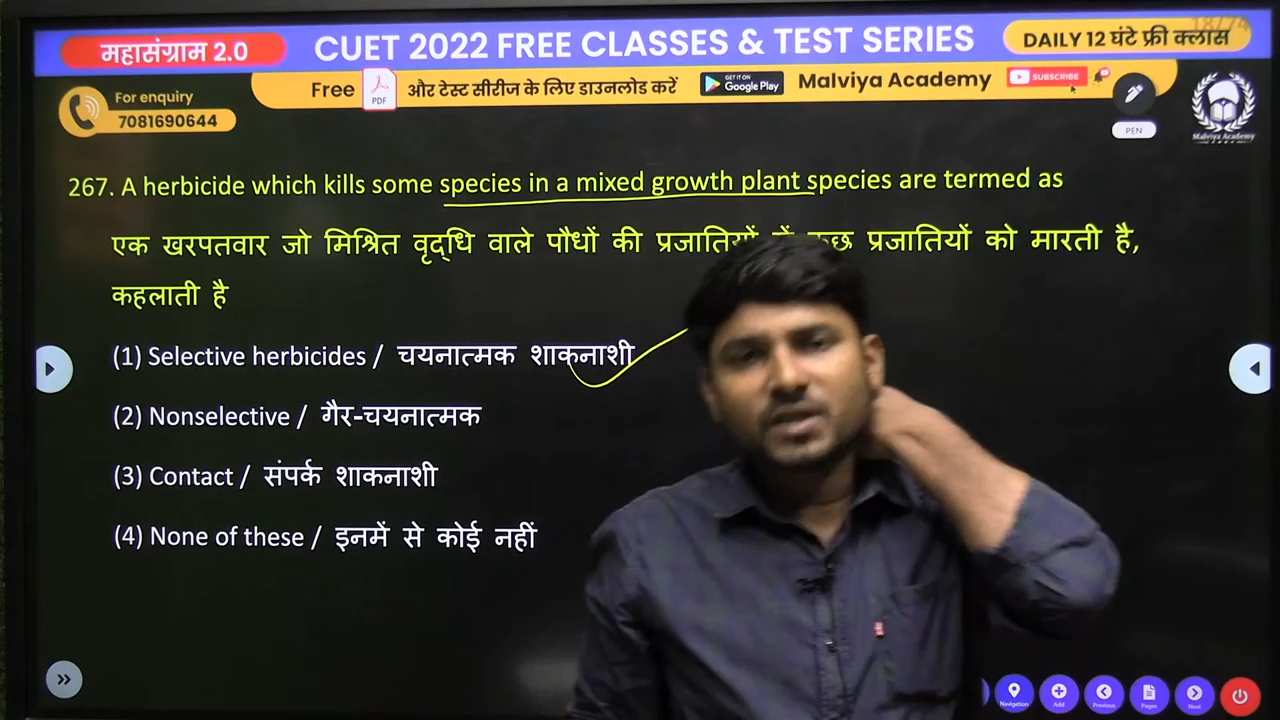 महासंग्राम 2.0
CUET 2022 FREE CLASSES & TEST SERIES
DAILY 12 घंटे फ्री क्लास
Free PDF और टेस्ट सीरीज के लिए डाउनलोड करें GET IT ON Google Play Malviya Academy SUBSCRIBE
For enquiry
7081690644
PEN
Malviya Academy
267. A herbicide which kills some species in a mixed growth plant species are termed as
एक खरपतवार जो मिश्रित वृद्धि वाले पौधों की प्रजातियों में कुछ प्रजातियों को मारती है,
कहलाती है
(1) Selective herbicides / चयनात्मक शाकनाशी
(2) Nonselective / गैर-चयनात्मक
(3) Contact / संपर्क शाकनाशी
(4) None of these / इनमें से कोई नहीं
Navigation Add Previous Pages Next